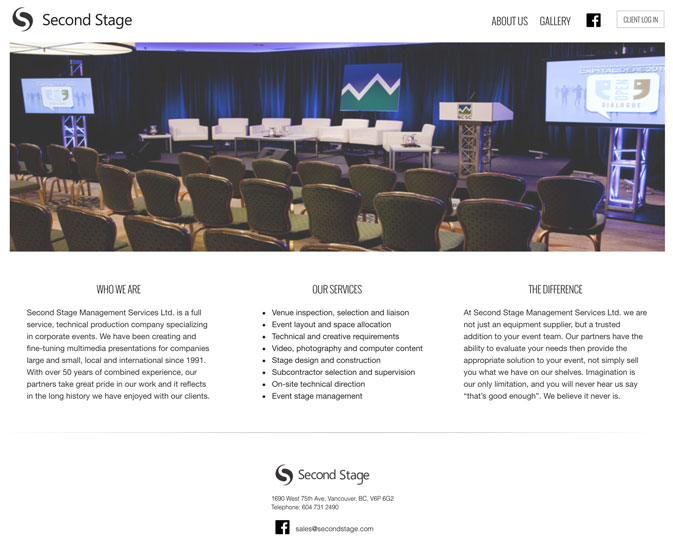 Second Stage
ABOUT US GALLERY CLIENT LOG IN
OPEN
DIALOGUE
BCSC
WHO WE ARE
Second Stage Management Services Ltd. is a full
service, technical production company specializing
in corporate events. We have been creating and
fine-tuning multimedia presentations for companies
large and small, local and international since 1991.
With over 50 years of combined experience, our
partners take great pride in our work and it reflects
in the long history we have enjoyed with our clients.
OUR SERVICES
• Venue inspection, selection and liaison
• Event layout and space allocation
• Technical and creative requirements
• Video, photography and computer content
• Stage design and construction
• Subcontractor selection and supervision
• On-site technical direction
• Event stage management
THE DIFFERENCE
At Second Stage Management Services Ltd. we are
not just an equipment supplier, but a trusted
addition to your event team. Our partners have the
ability to evaluate your needs then provide the
appropriate solution to your event, not simply sell
you what we have on our shelves. Imagination is
our only limitation, and you will never hear us say
“that’s good enough”. We believe it never is.
Second Stage
1690 West 75th Ave, Vancouver, BC, V6P 6G2
Telephone: 604 731 2490
sales@secondstage.com